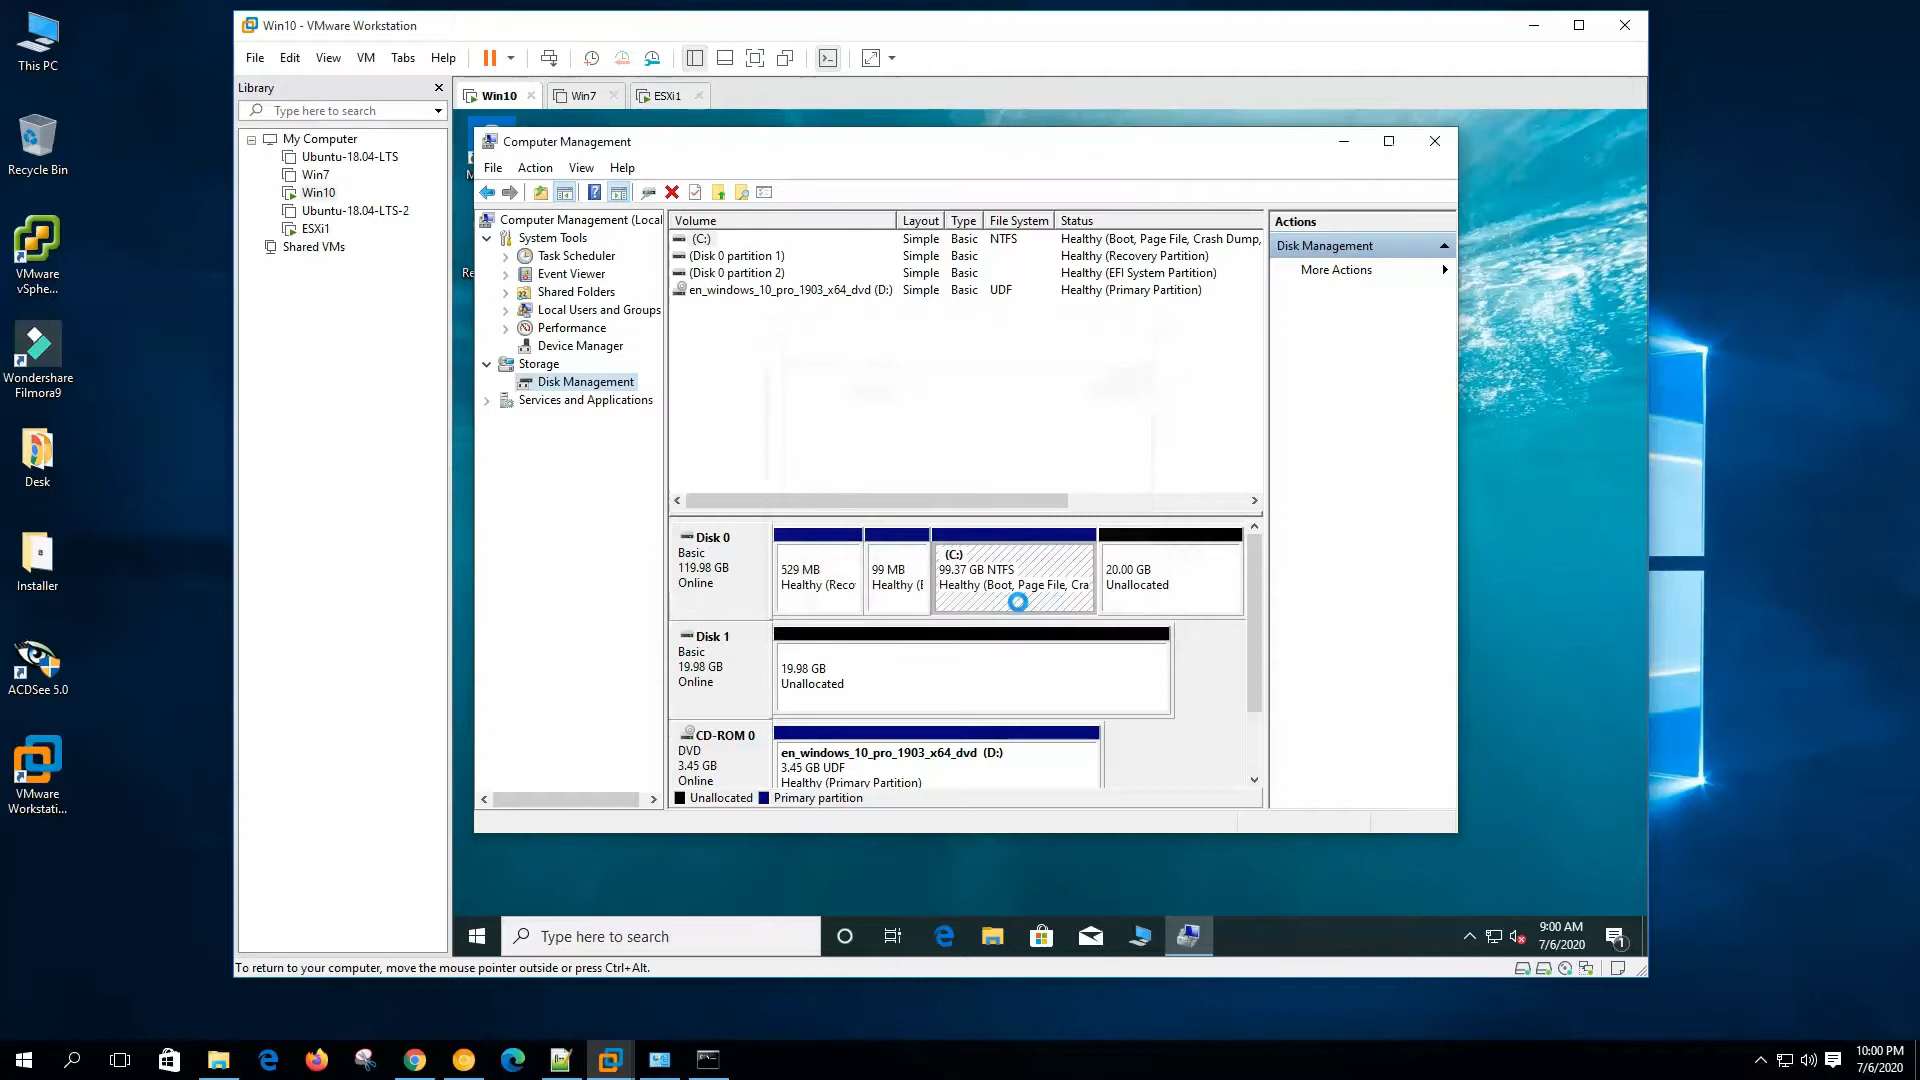 This PC
Recycle Bin
VMware
vSphe...
Wondershare
Filmora9
Desk
Installer
ACDSee 5.0
VMware
Workstati...
Win10 - VMware Workstation
File Edit View VM Tabs Help
Library
Type here to search
My Computer
Ubuntu-18.04-LTS
Win7
Win10
Ubuntu-18.04-LTS-2
ESXi1
Shared VMs
Win10 Win7 ESXi1
Computer Management
File Action View Help
Computer Management (Local
System Tools
Task Scheduler
Event Viewer
Shared Folders
Local Users and Groups
Performance
Device Manager
Storage
Disk Management
Services and Applications
Volume Layout Type File System Status
(C:) Simple Basic NTFS Healthy (Boot, Page File, Crash Dump,
(Disk 0 partition 1) Simple Basic Healthy (Recovery Partition)
(Disk 0 partition 2) Simple Basic Healthy (EFI System Partition)
en_windows_10_pro_1903_x64_dvd (D:) Simple Basic UDF Healthy (Primary Partition)
Actions
Disk Management
More Actions
Disk 0
Basic
119.98 GB
Online
529 MB
Healthy (Reco
99 MB
Healthy (E
(C:)
99.37 GB NTFS
Healthy (Boot, Page File, Cra
20.00 GB
Unallocated
Disk 1
Basic
19.98 GB
Online
19.98 GB
Unallocated
CD-ROM 0
DVD
3.45 GB
Online
en_windows_10_pro_1903_x64_dvd (D:)
3.45 GB UDF
Healthy (Primary Partition)
Unallocated Primary partition
Type here to search
9:00 AM
7/6/2020
1
To return to your computer, move the mouse pointer outside or press Ctrl+Alt.
10:00 PM
7/6/2020